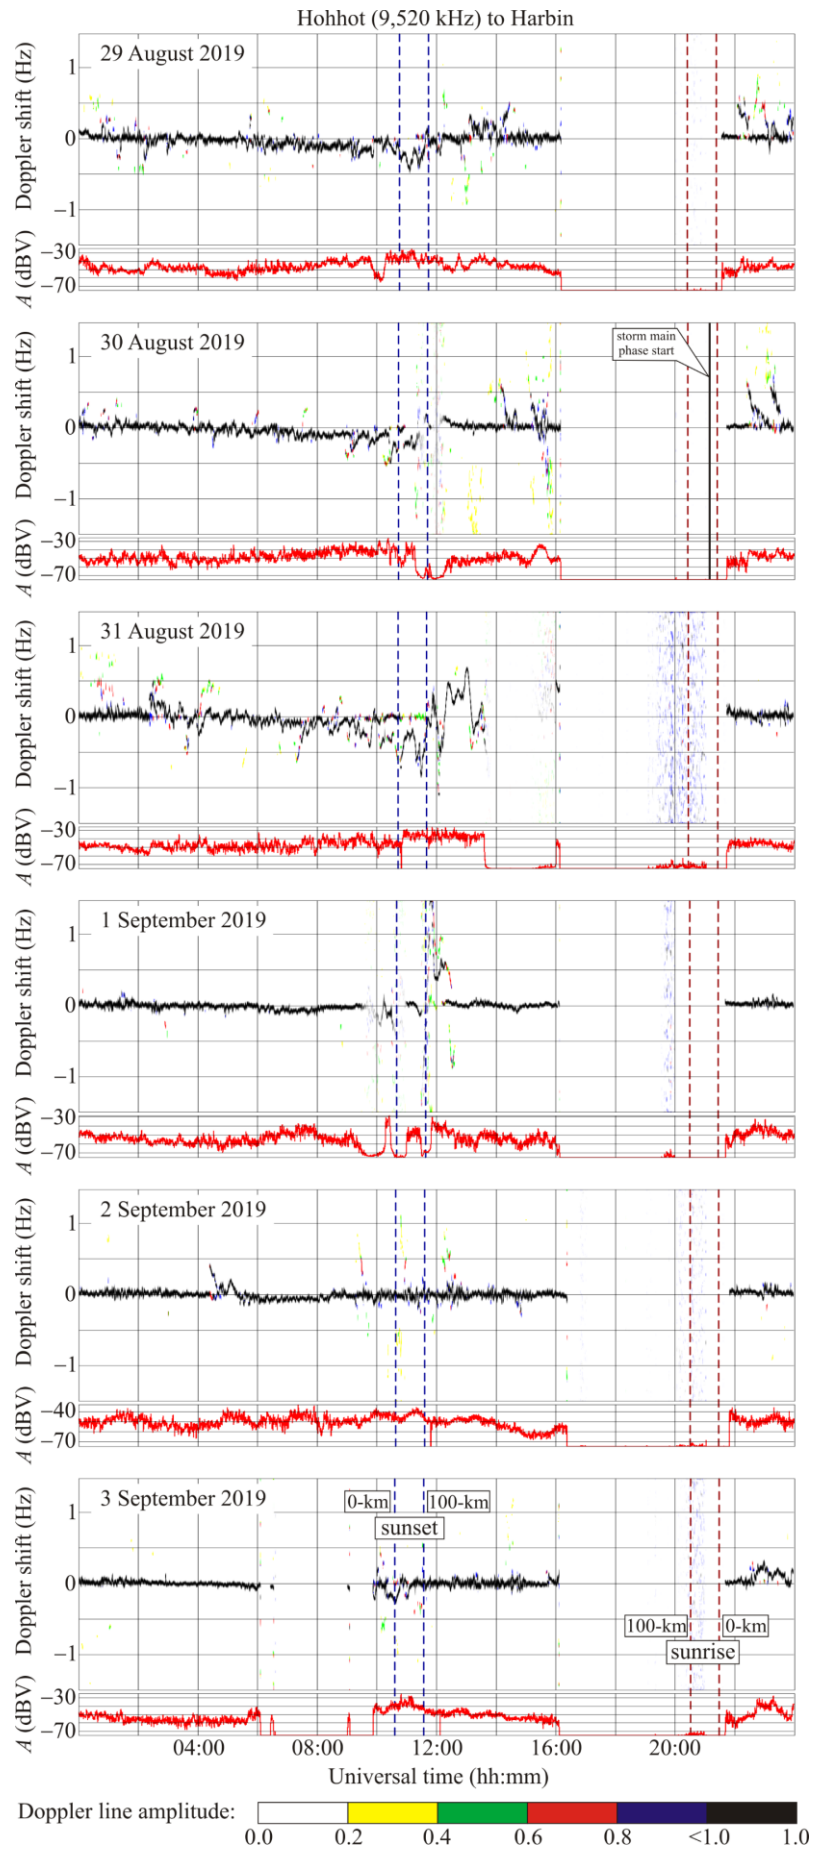 Hohhot (9,520 kHz) to Harbin
29 August 2019
Doppler shift (Hz)
1
0
−1
A (dBV)
−30
−70
30 August 2019
storm main
phase start
Doppler shift (Hz)
1
0
−1
A (dBV)
−30
−70
31 August 2019
Doppler shift (Hz)
1
0
−1
A (dBV)
−30
−70
1 September 2019
Doppler shift (Hz)
1
0
−1
A (dBV)
−30
−70
2 September 2019
Doppler shift (Hz)
1
0
−1
A (dBV)
−40
−70
3 September 2019
0-km
100-km
sunset
Doppler shift (Hz)
1
0
−1
100-km
0-km
sunrise
A (dBV)
−30
−70
04:00 08:00 12:00 16:00 20:00
Universal time (hh:mm)
Doppler line amplitude:
0.0 0.2 0.4 0.6 0.8 <1.0 1.0